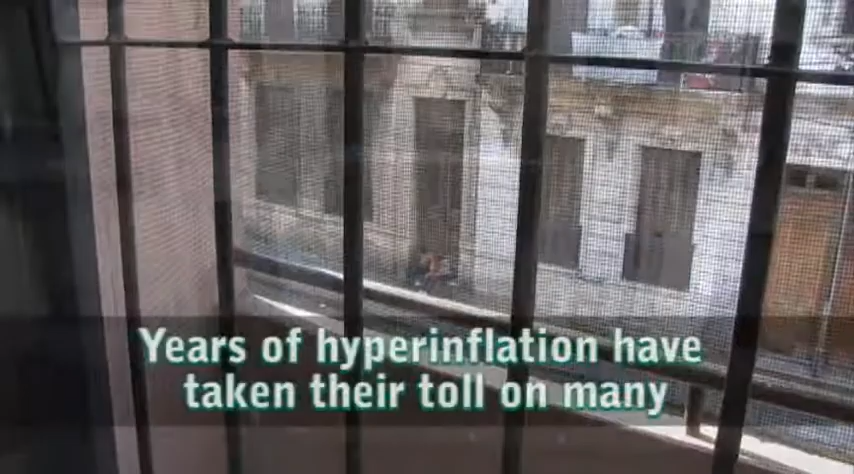 Years of hyperinflation have
taken their toll on many